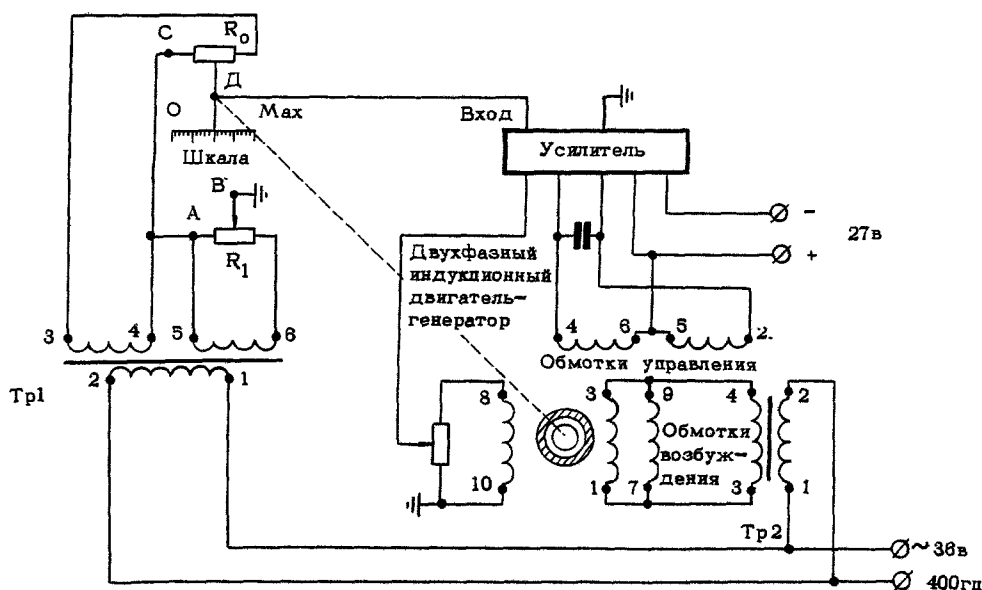 C
R₀
Д
О
Max
Вход
Усилитель
Шкала
В
А
R₁
-
27в
+
Двухфазный
индукционный
двигатель-
генератор
3
4
5
6
4
6
5
2.
Обмотки управления
2
1
Тр1
8
3
9
4
2
Обмотки
возбуж-
дения
10
1
7
3
1
Тр2
~36в
400гц